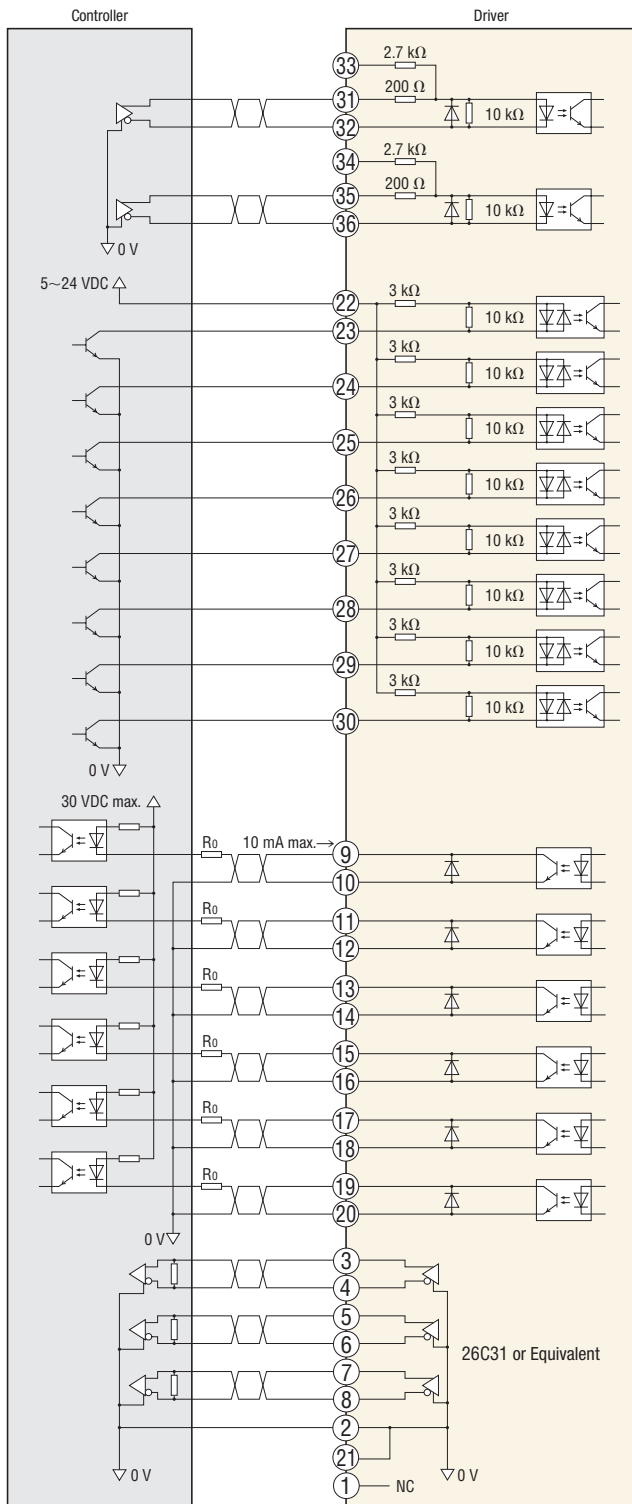 Controller Driver
33 2.7 kΩ
31 200 Ω
32 10 kΩ
34 2.7 kΩ
35 200 Ω
36 10 kΩ
0 V
5~24 VDC
22 3 kΩ
23 10 kΩ
3 kΩ
24 10 kΩ
3 kΩ
25 10 kΩ
3 kΩ
26 10 kΩ
3 kΩ
27 10 kΩ
3 kΩ
28 10 kΩ
3 kΩ
29 10 kΩ
3 kΩ
30 10 kΩ
0 V
30 VDC max.
R0 10 mA max. 9
10
R0 11
12
R0 13
14
R0 15
16
R0 17
18
R0 19
20
0 V
3
4
5
6
26C31 or Equivalent
7
8
2
21
0 V 0 V
1 NC